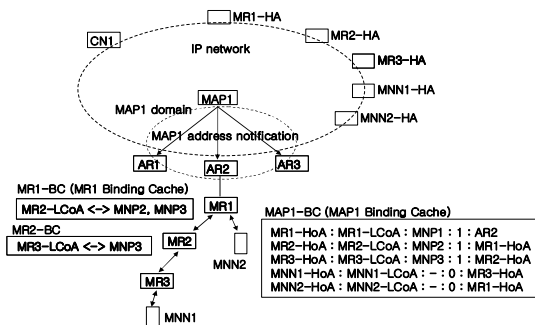 MR1-HA
CN1
MR2-HA
IP network
MR3-HA
MNN1-HA
MAP1
MAP1 domain
MNN2-HA
MAP1 address notification
AR1
AR2
AR3
MR1-BC (MR1 Binding Cache)
MR2-LCoA <-> MNP2, MNP3
MR1
MR2-BC
MR3-LCoA <-> MNP3
MR2
MNN2
MR3
MNN1
MAP1-BC (MAP1 Binding Cache)
MR1-HoA : MR1-LCoA : MNP1 : 1 : AR2
MR2-HoA : MR2-LCoA : MNP2 : 1 : MR1-HoA
MR3-HoA : MR3-LCoA : MNP3 : 1 : MR2-HoA
MNN1-HoA : MNN1-LCoA : - : 0 : MR3-HoA
MNN2-HoA : MNN2-LCoA : - : 0 : MR1-HoA